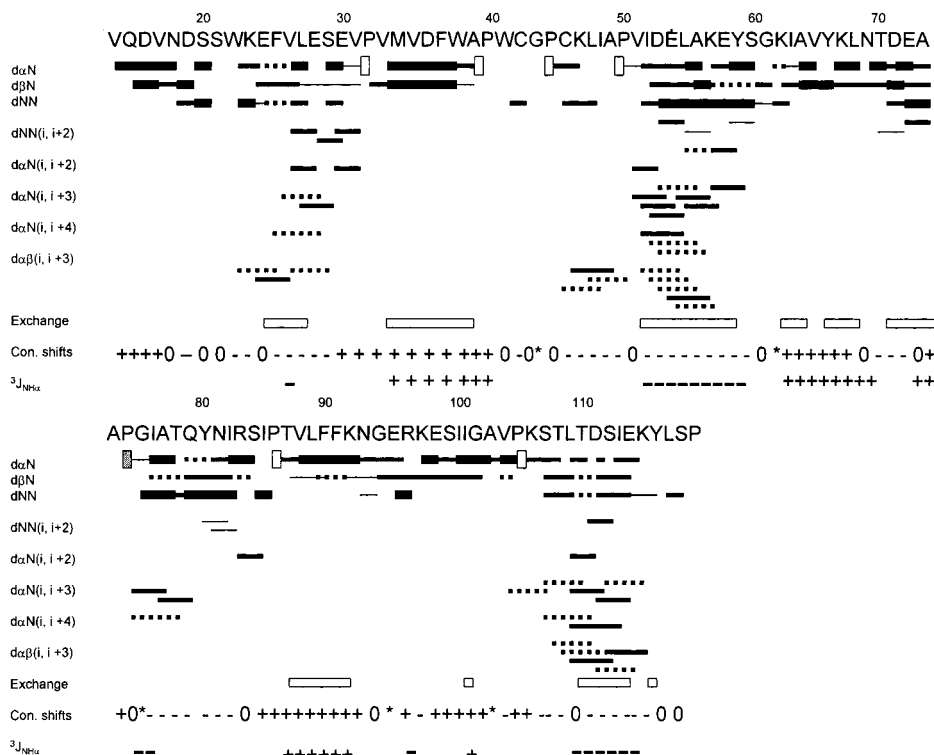 20 30 40 50 60 70
VQDVNDSSWKEFVLESEVPVMVDFWAPWCGPCKLIAPVIDELAKEYSGKIAVYKLNTDEA
dαN
dβN
dNN
dNN(i, i+2)
dαN(i, i +2)
dαN(i, i +3)
dαN(i, i +4)
dαβ(i, i +3)
Exchange
Con. shifts
³JNHα
80 90 100 110
APGIATQYNIRSIPTVLFFKNGERKESIIGAVPKSTLTDSIEKYLSP
dαN
dβN
dNN
dNN(i, i+2)
dαN(i, i +2)
dαN(i, i +3)
dαN(i, i +4)
dαβ(i, i +3)
Exchange
Con. shifts
³JNHα